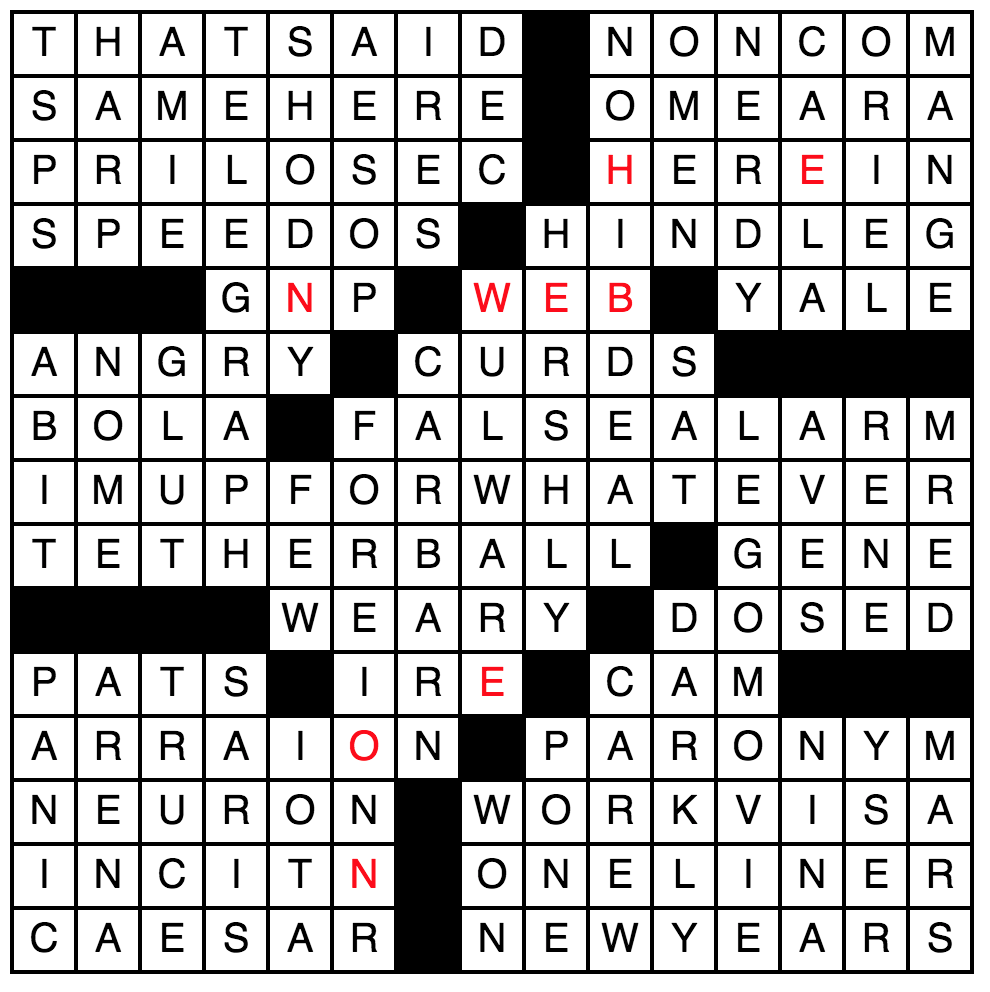 THATSAID NONCOM
SAMEHERE OMEARA
PRILOSEC HEREIN
SPEEDOS HINDLEG
GNP WEB YALE
ANGRY CURDS
BOLA FALSEALARM
IMUPFORWHATEVER
TETHERBALL GENE
WEARY DOSED
PATS IRE CAM
ARRAION PARONYM
NEURON WORKVISA
INCITN ONELINER
CAESAR NEWYEARS